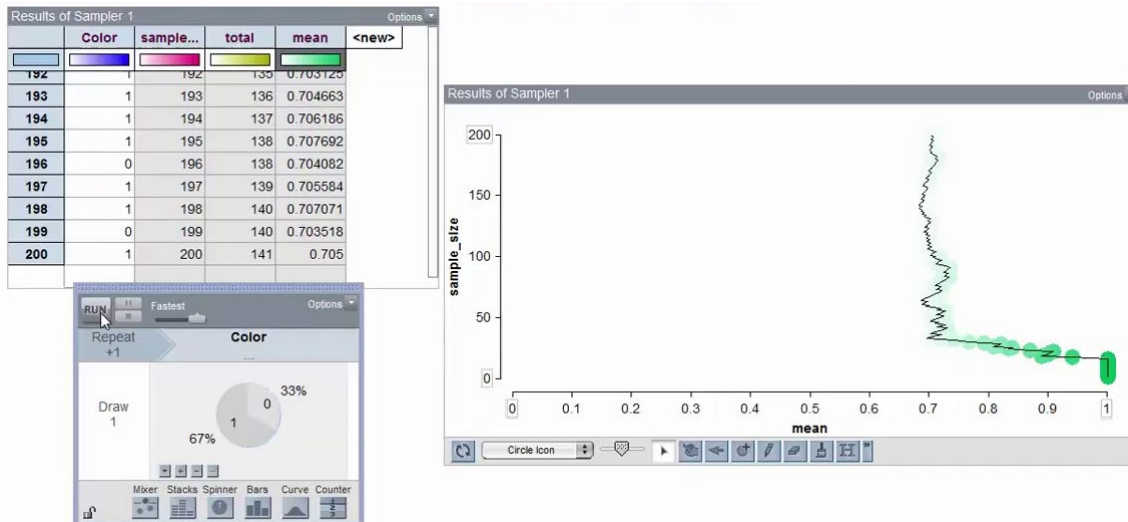 Results of Sampler 1 Options
Color sample... total mean <new>
192 1 192 135 0.703125
193 1 193 136 0.704663
194 1 194 137 0.706186
195 1 195 138 0.707692
196 0 196 138 0.704082
197 1 197 139 0.705584
198 1 198 140 0.707071
199 0 199 140 0.703518
200 1 200 141 0.705
RUN Fastest Options
Repeat
+1
Color
Draw
1
33%
0
1
67%
Mixer Stacks Spinner Bars Curve Counter
Results of Sampler 1 Options
sample_size
200
150
100
50
0
0 0.1 0.2 0.3 0.4 0.5 0.6 0.7 0.8 0.9 1
mean
Circle Icon